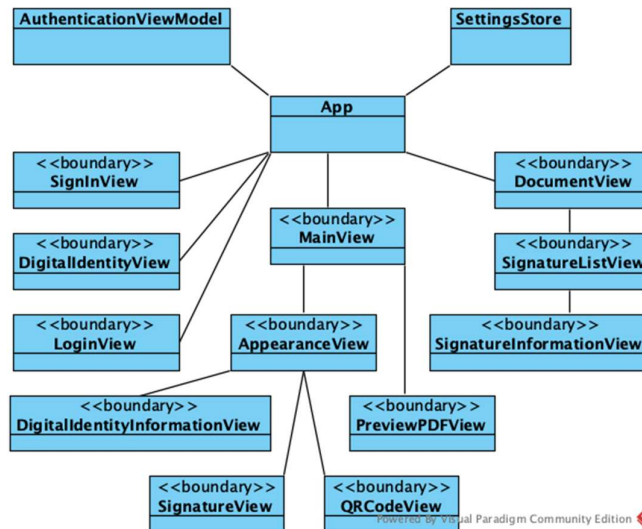 AuthenticationViewModel
SettingsStore
App
<<boundary>>
SignInView
<<boundary>>
DocumentView
<<boundary>>
MainView
<<boundary>>
DigitalIdentityView
<<boundary>>
SignatureListView
<<boundary>>
LoginView
<<boundary>>
AppearanceView
<<boundary>>
SignatureInformationView
<<boundary>>
DigitalIdentityInformationView
<<boundary>>
PreviewPDFView
<<boundary>>
SignatureView
<<boundary>>
QRCodeView
Powered By Visual Paradigm Community Edition